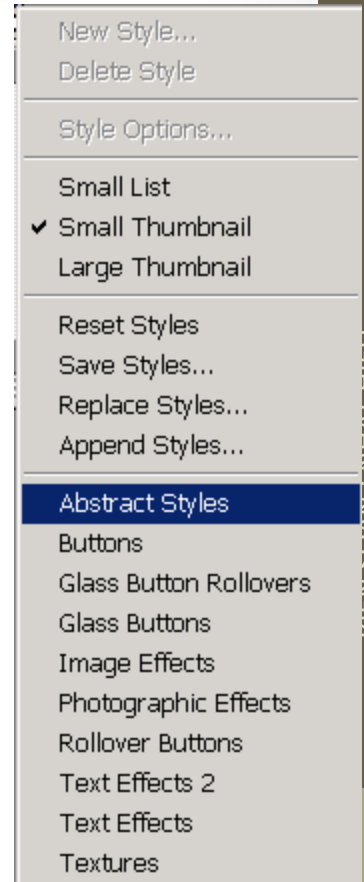 New Style...
Delete Style
Style Options...
Small List
✔ Small Thumbnail
Large Thumbnail
Reset Styles
Save Styles...
Replace Styles...
Append Styles...
Abstract Styles
Buttons
Glass Button Rollovers
Glass Buttons
Image Effects
Photographic Effects
Rollover Buttons
Text Effects 2
Text Effects
Textures